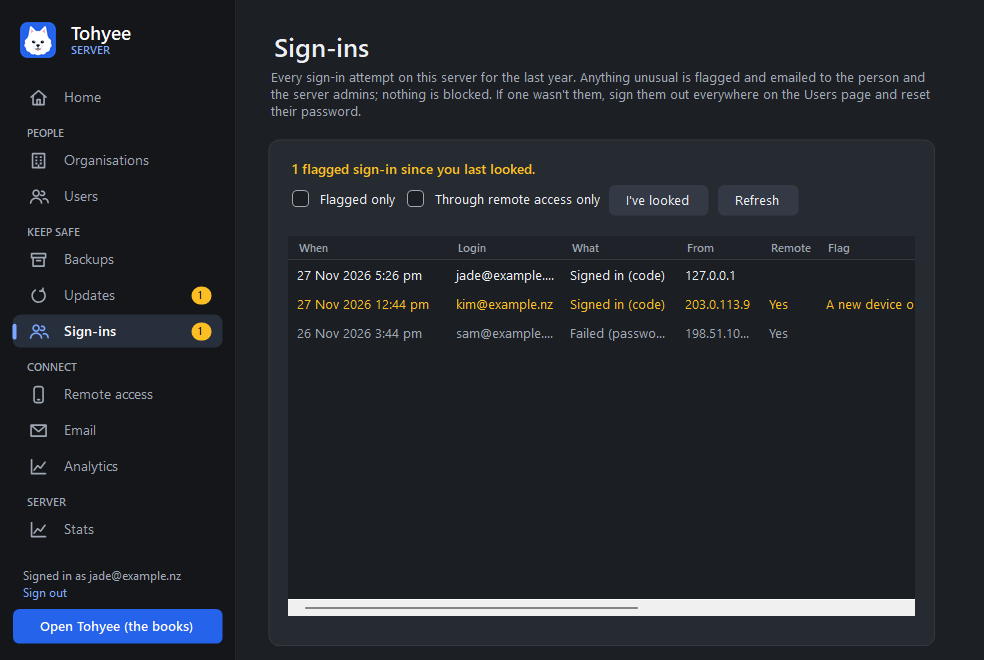 Tohyee
SERVER
Home
PEOPLE
Organisations
Users
KEEP SAFE
Backups
Updates 1
Sign-ins 1
CONNECT
Remote access
Email
Analytics
SERVER
Stats
Signed in as jade@example.nz
Sign out
Open Tohyee (the books)
Sign-ins
Every sign-in attempt on this server for the last year. Anything unusual is flagged and emailed to the person and
the server admins; nothing is blocked. If one wasn't them, sign them out everywhere on the Users page and reset
their password.
1 flagged sign-in since you last looked.
Flagged only Through remote access only I've looked Refresh
When Login What From Remote Flag
27 Nov 2026 5:26 pm jade@example.... Signed in (code) 127.0.0.1
27 Nov 2026 12:44 pm kim@example.nz Signed in (code) 203.0.113.9 Yes A new device o
26 Nov 2026 3:44 pm sam@example.... Failed (passwo... 198.51.10... Yes